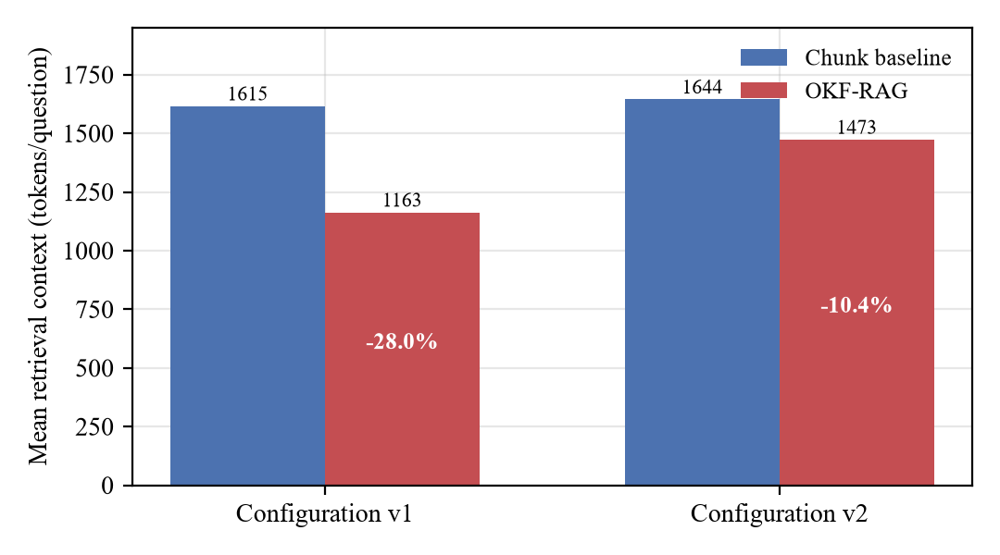 Mean retrieval context (tokens/question)
1750
1500
1250
1000
750
500
250
0
Chunk baseline
OKF-RAG
1615
1163
-28.0%
1644
1473
-10.4%
Configuration v1
Configuration v2